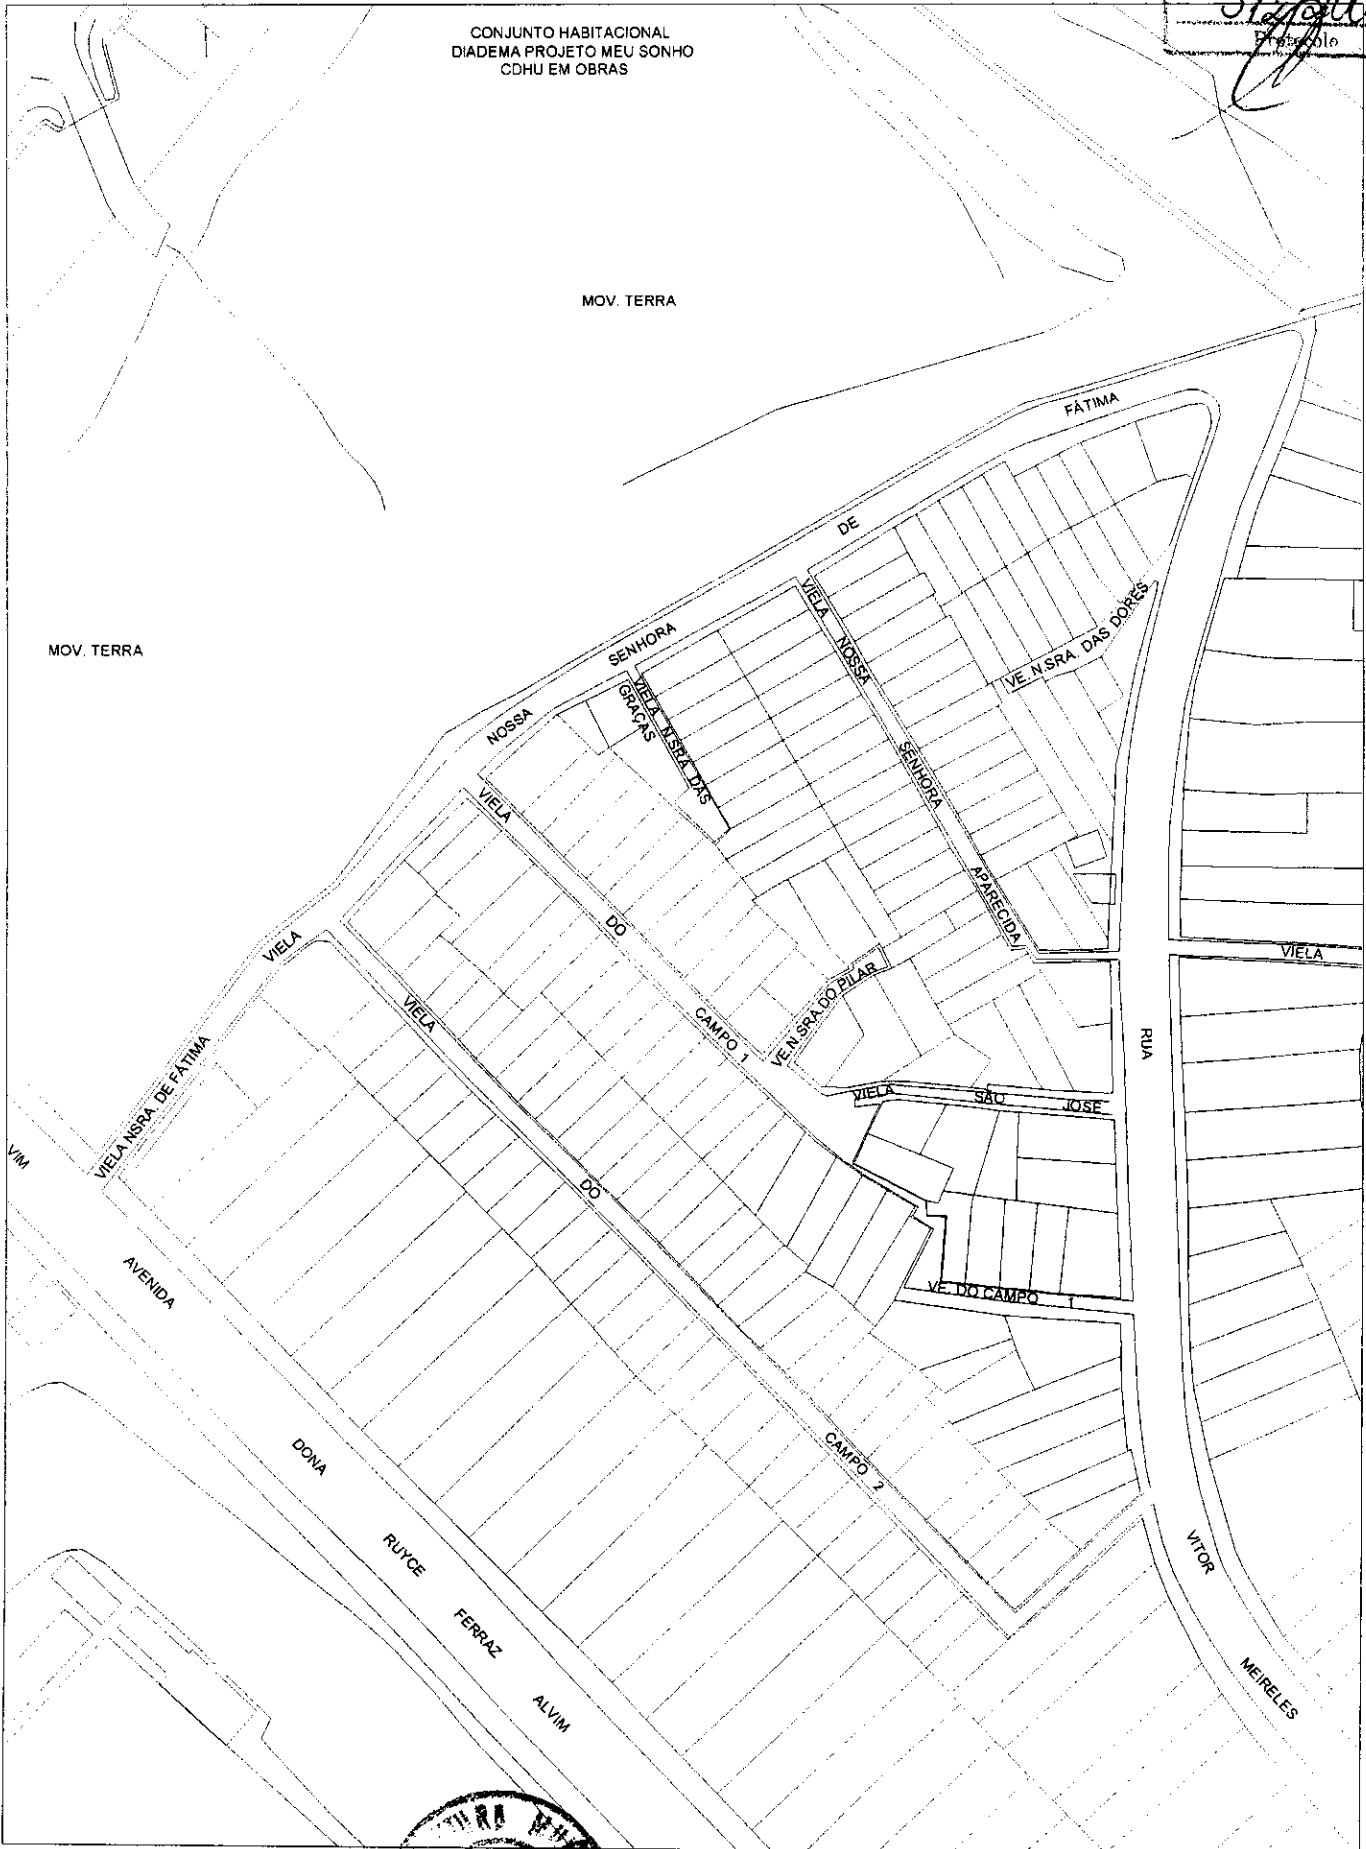 CONJUNTO HABITACIONAL
DIADEMA PROJETO MEU SONHO
CDHU EM OBRAS
Protocolo
MOV. TERRA
FÁTIMA
DE
SENHORA
NOSSA
VIELA
MOV. TERRA
VIELA NOSSA SENHORA APARECIDA
VE. N.SRA. DAS DORES
VIELA N.SRA. DAS
GRAÇAS
VIELA DO CAMPO 1
VE.N.SRA.DO PILAR
VIELA
RUA VITOR MEIRELES
VIELA SÃO JOSÉ
VE. DO CAMPO 1
VIELA DO CAMPO 2
VIELA NSRA. DE FÁTIMA
VIM
AVENIDA DONA RUYCE FERRAZ ALVIM